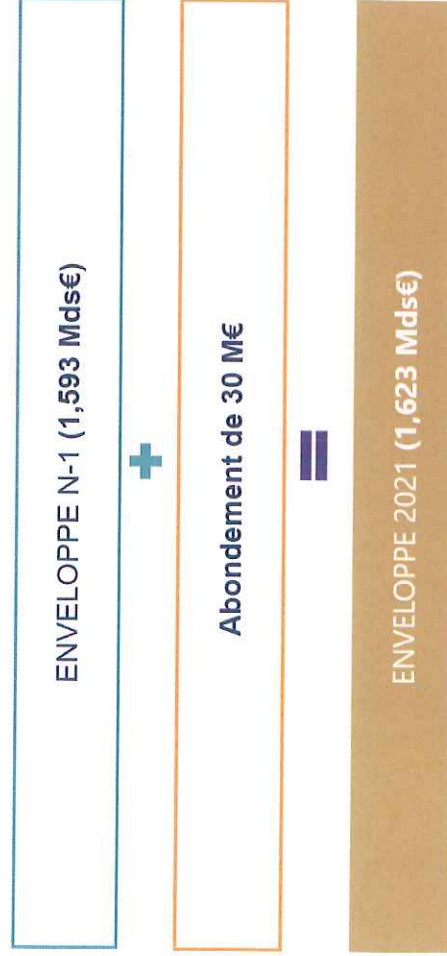 ENVELOPPE N-1 (1,593 Mds€)
+
Abondement de 30 M€
=
ENVELOPPE 2021 (1,623 Mds€)